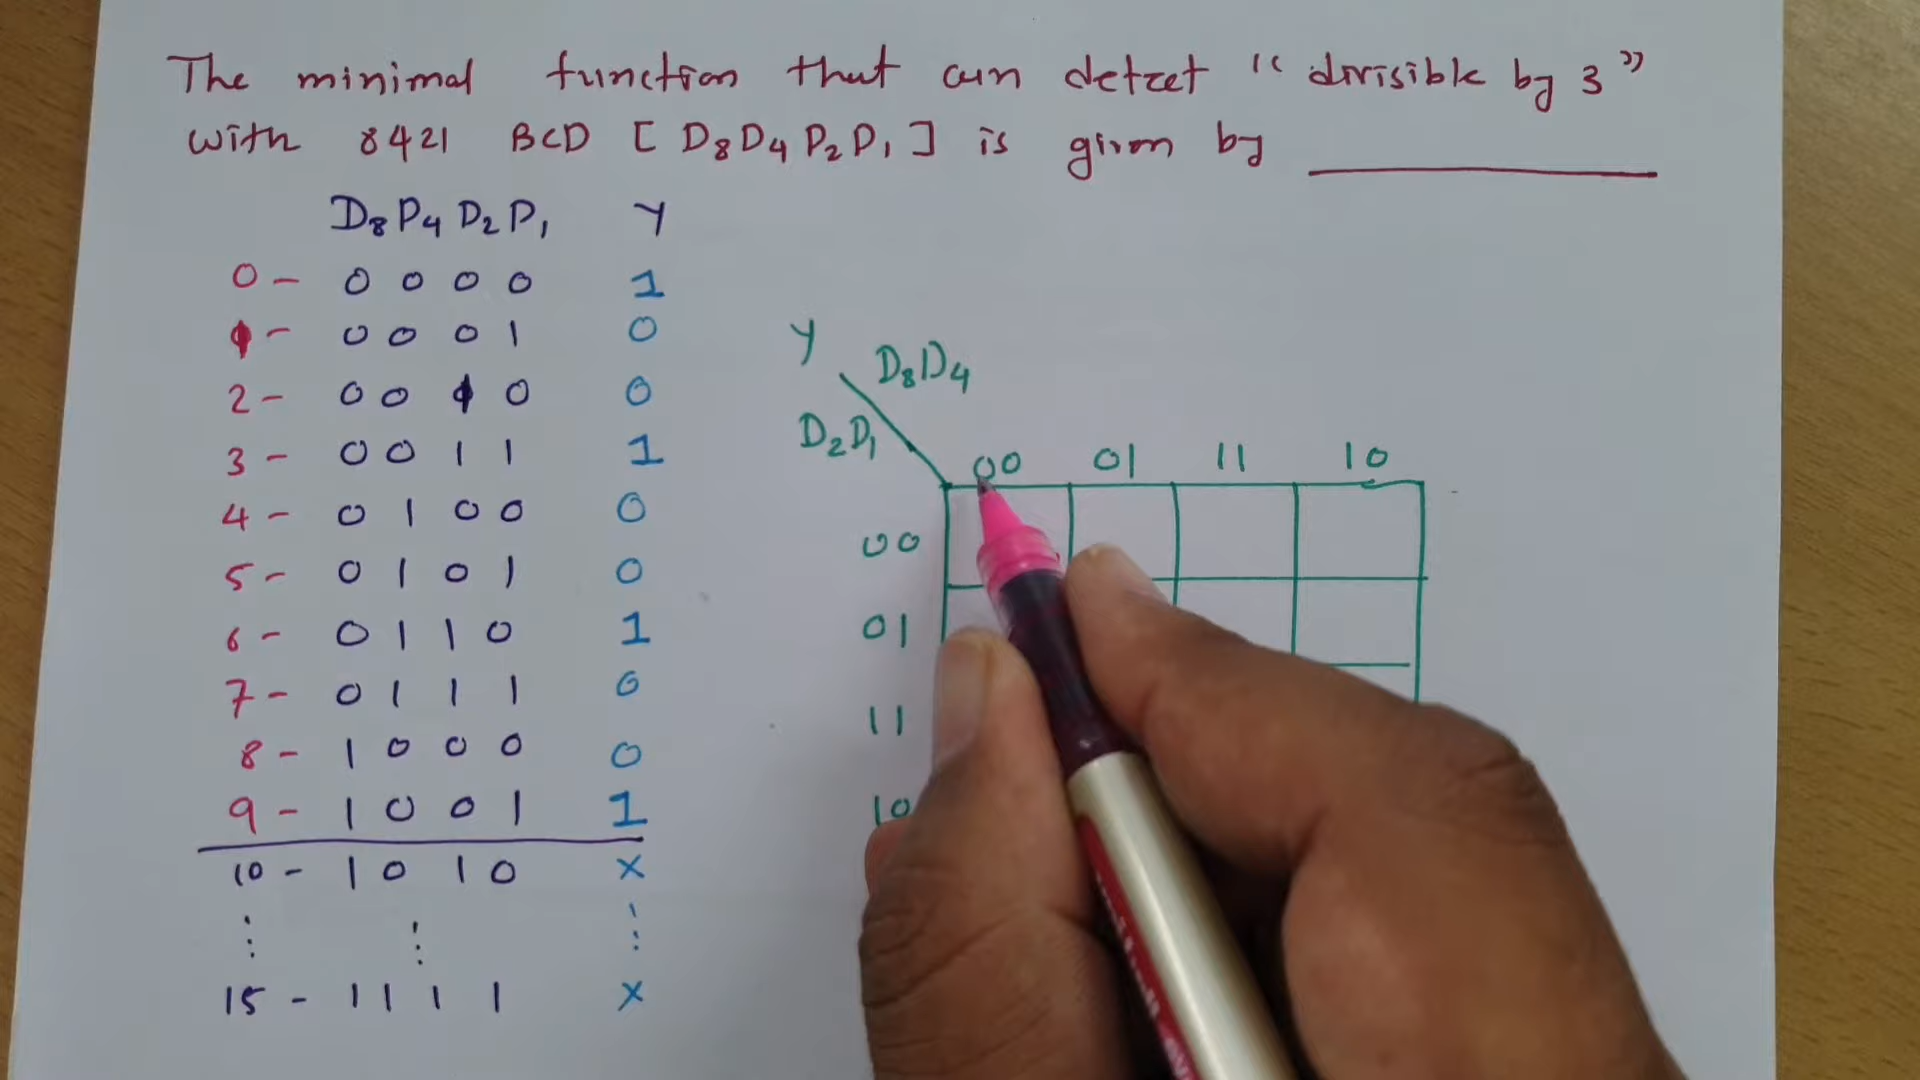 The minimal function that can detect " divisible by 3 "
with 8421 BCD [ D8D4D2D1 ] is given by ________
D8D4D2D1 Y
0 - 0 0 0 0 1
1 - 0 0 0 1 0
2 - 0 0 1 0 0
3 - 0 0 1 1 1
4 - 0 1 0 0 0
5 - 0 1 0 1 0
6 - 0 1 1 0 1
7 - 0 1 1 1 0
8 - 1 0 0 0 0
9 - 1 0 0 1 1
10 - 1 0 1 0 x
⋮ ⋮ ⋮
15 - 1 1 1 1 x
Y D8D4
D2D1
00 01 11 10
00
01
11
10